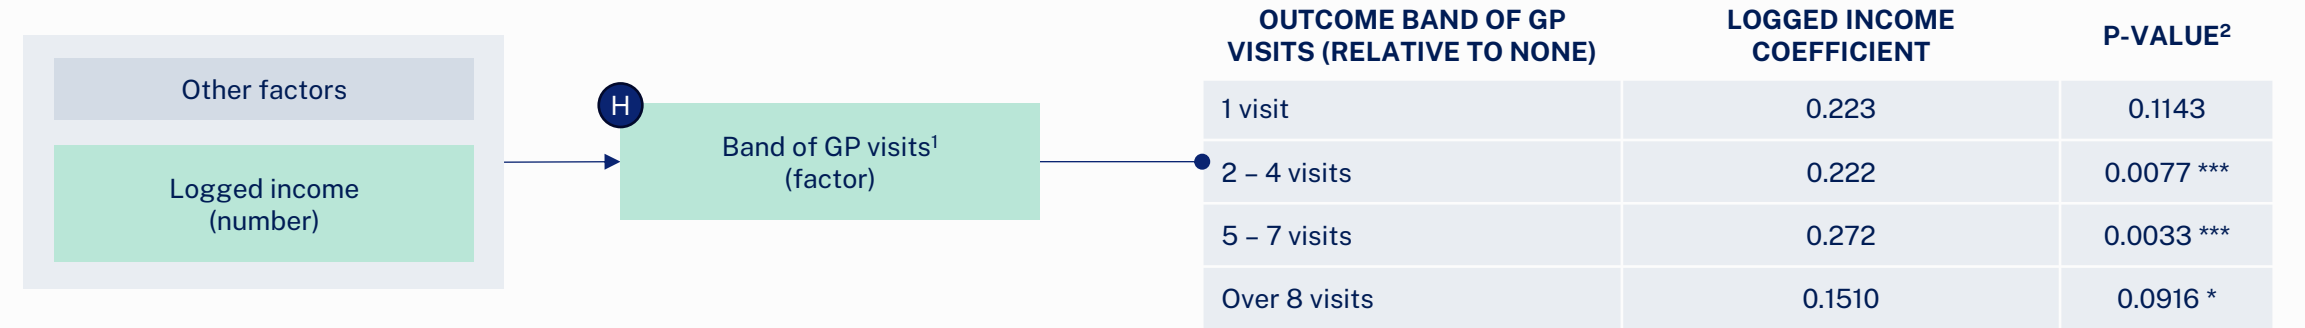 Other factors
Logged income
(number)
H
Band of GP visits¹
(factor)
OUTCOME BAND OF GP
VISITS (RELATIVE TO NONE)
LOGGED INCOME
COEFFICIENT
P-VALUE²
1 visit 0.223 0.1143
2 – 4 visits 0.222 0.0077 ***
5 – 7 visits 0.272 0.0033 ***
Over 8 visits 0.1510 0.0916 *